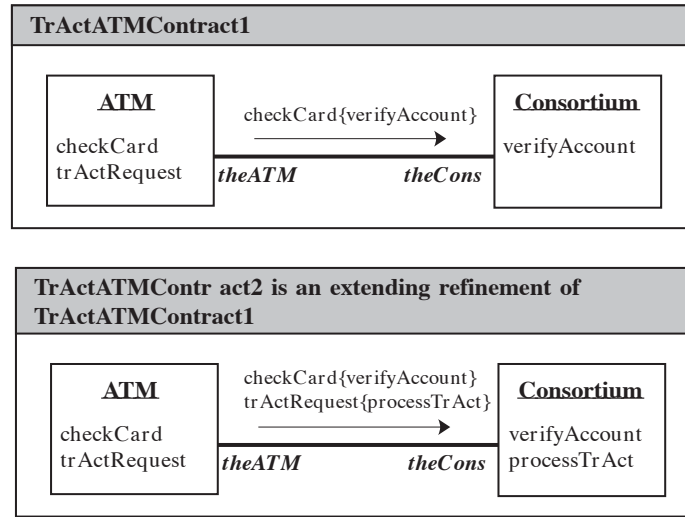 TrActATMContract1
ATM
checkCard
trActRequest
checkCard{verifyAccount}
theATM
theCons
Consortium
verifyAccount
TrActATMContr act2 is an extending refinement of
TrActATMContract1
ATM
checkCard
trActRequest
checkCard{verifyAccount}
trActRequest{processTrAct}
theATM
theCons
Consortium
verifyAccount
processTrAct